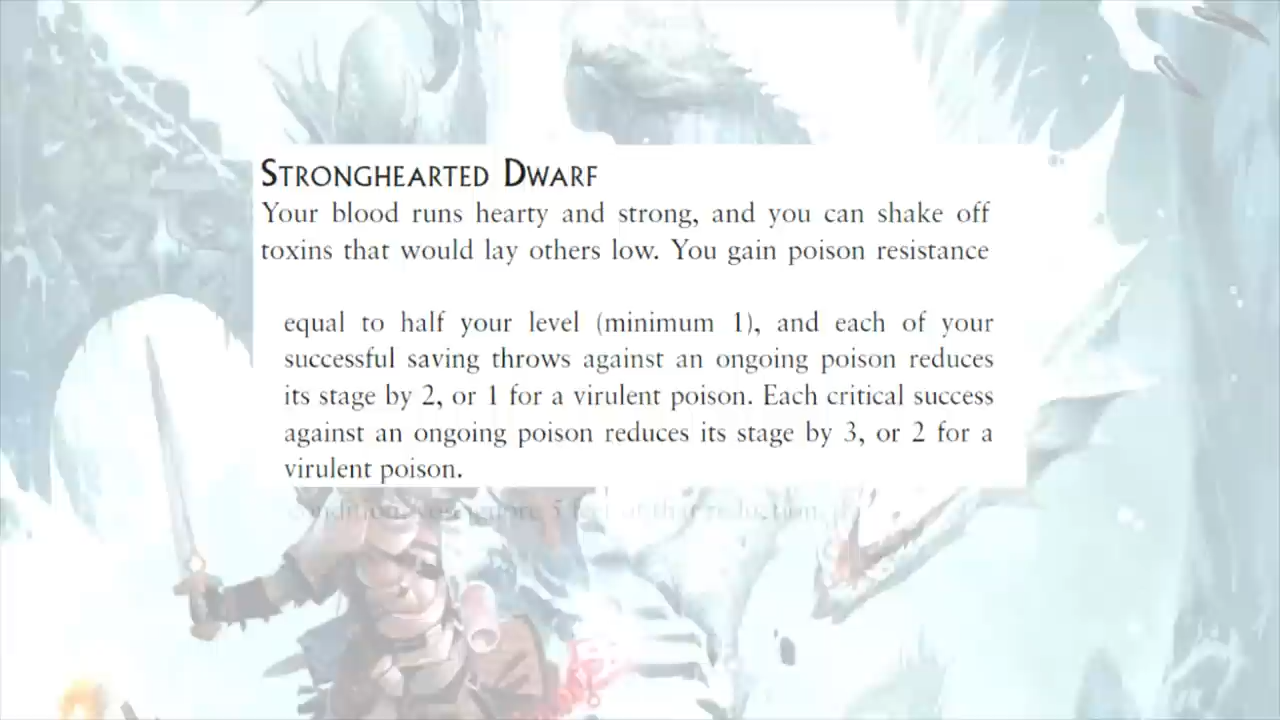 STRONGHEARTED DWARF
Your blood runs hearty and strong, and you can shake off
toxins that would lay others low. You gain poison resistance
equal to half your level (minimum 1), and each of your
successful saving throws against an ongoing poison reduces
its stage by 2, or 1 for a virulent poison. Each critical success
against an ongoing poison reduces its stage by 3, or 2 for a
virulent poison.